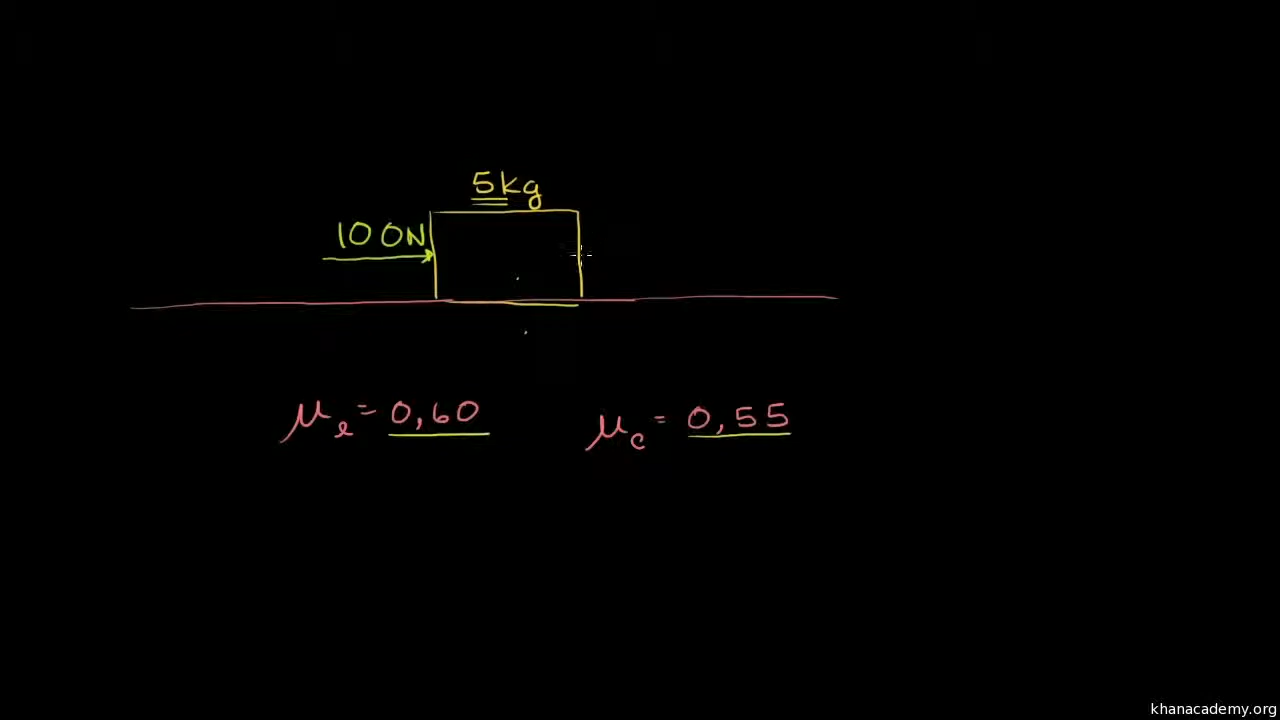 5kg
100N
μe = 0,60
μc = 0,55
khanacademy.org